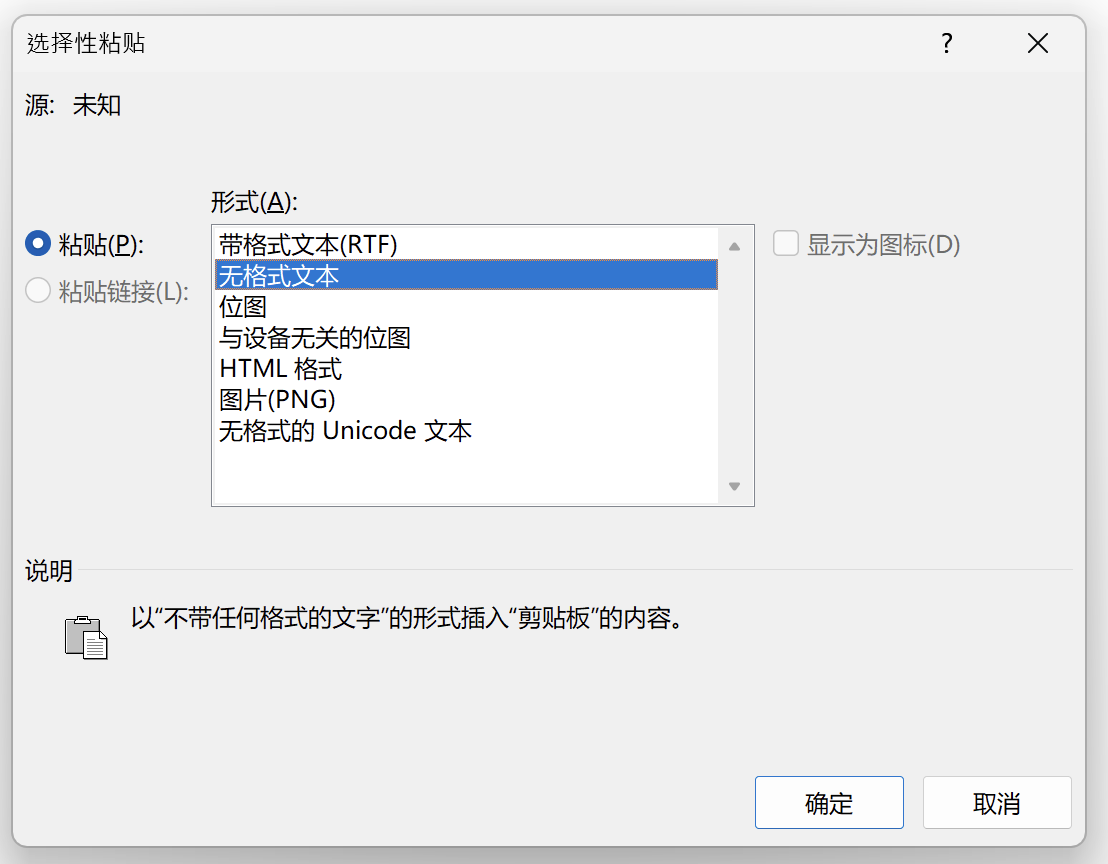 选择性粘贴 ?
源: 未知
形式(A):
粘贴(P):
粘贴链接(L):
带格式文本(RTF)
无格式文本
位图
与设备无关的位图
HTML 格式
图片(PNG)
无格式的 Unicode 文本
显示为图标(D)
说明
以“不带任何格式的文字”的形式插入“剪贴板”的内容。
确定 取消